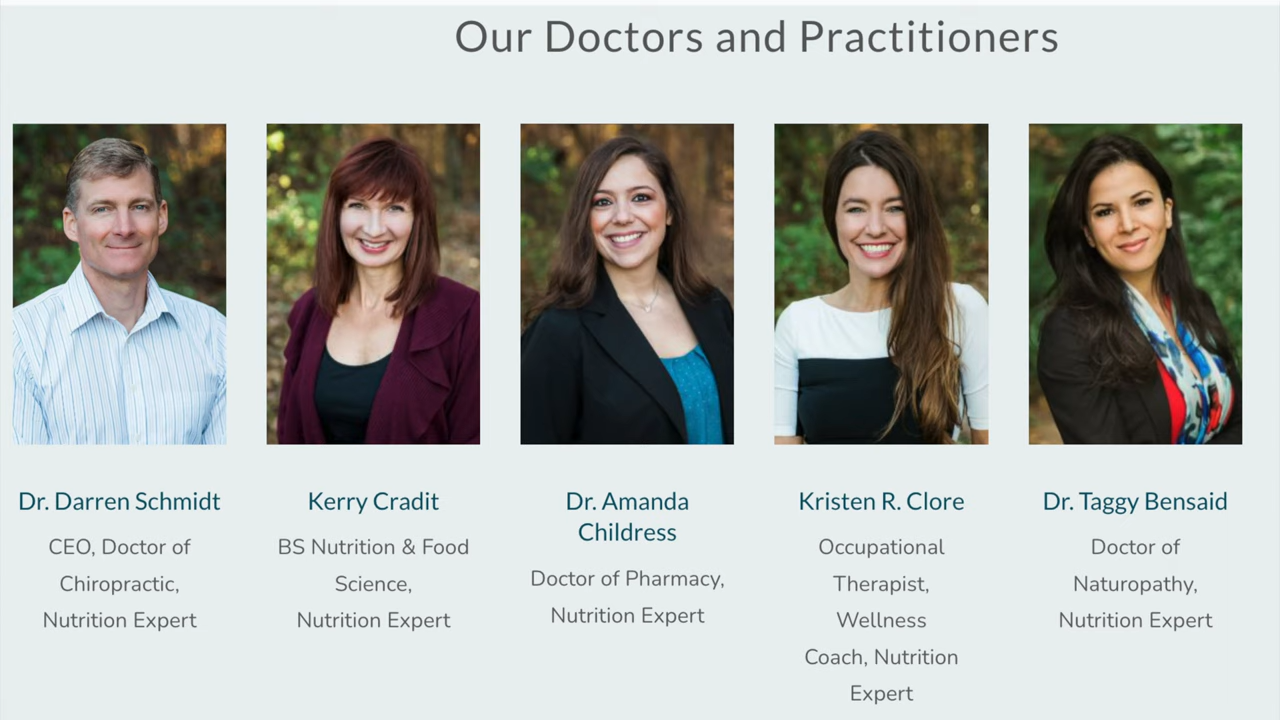 Our Doctors and Practitioners
Dr. Darren Schmidt
CEO, Doctor of
Chiropractic,
Nutrition Expert
Kerry Cradit
BS Nutrition & Food
Science,
Nutrition Expert
Dr. Amanda
Childress
Doctor of Pharmacy,
Nutrition Expert
Kristen R. Clore
Occupational
Therapist,
Wellness
Coach, Nutrition
Expert
Dr. Taggy Bensaid
Doctor of
Naturopathy,
Nutrition Expert